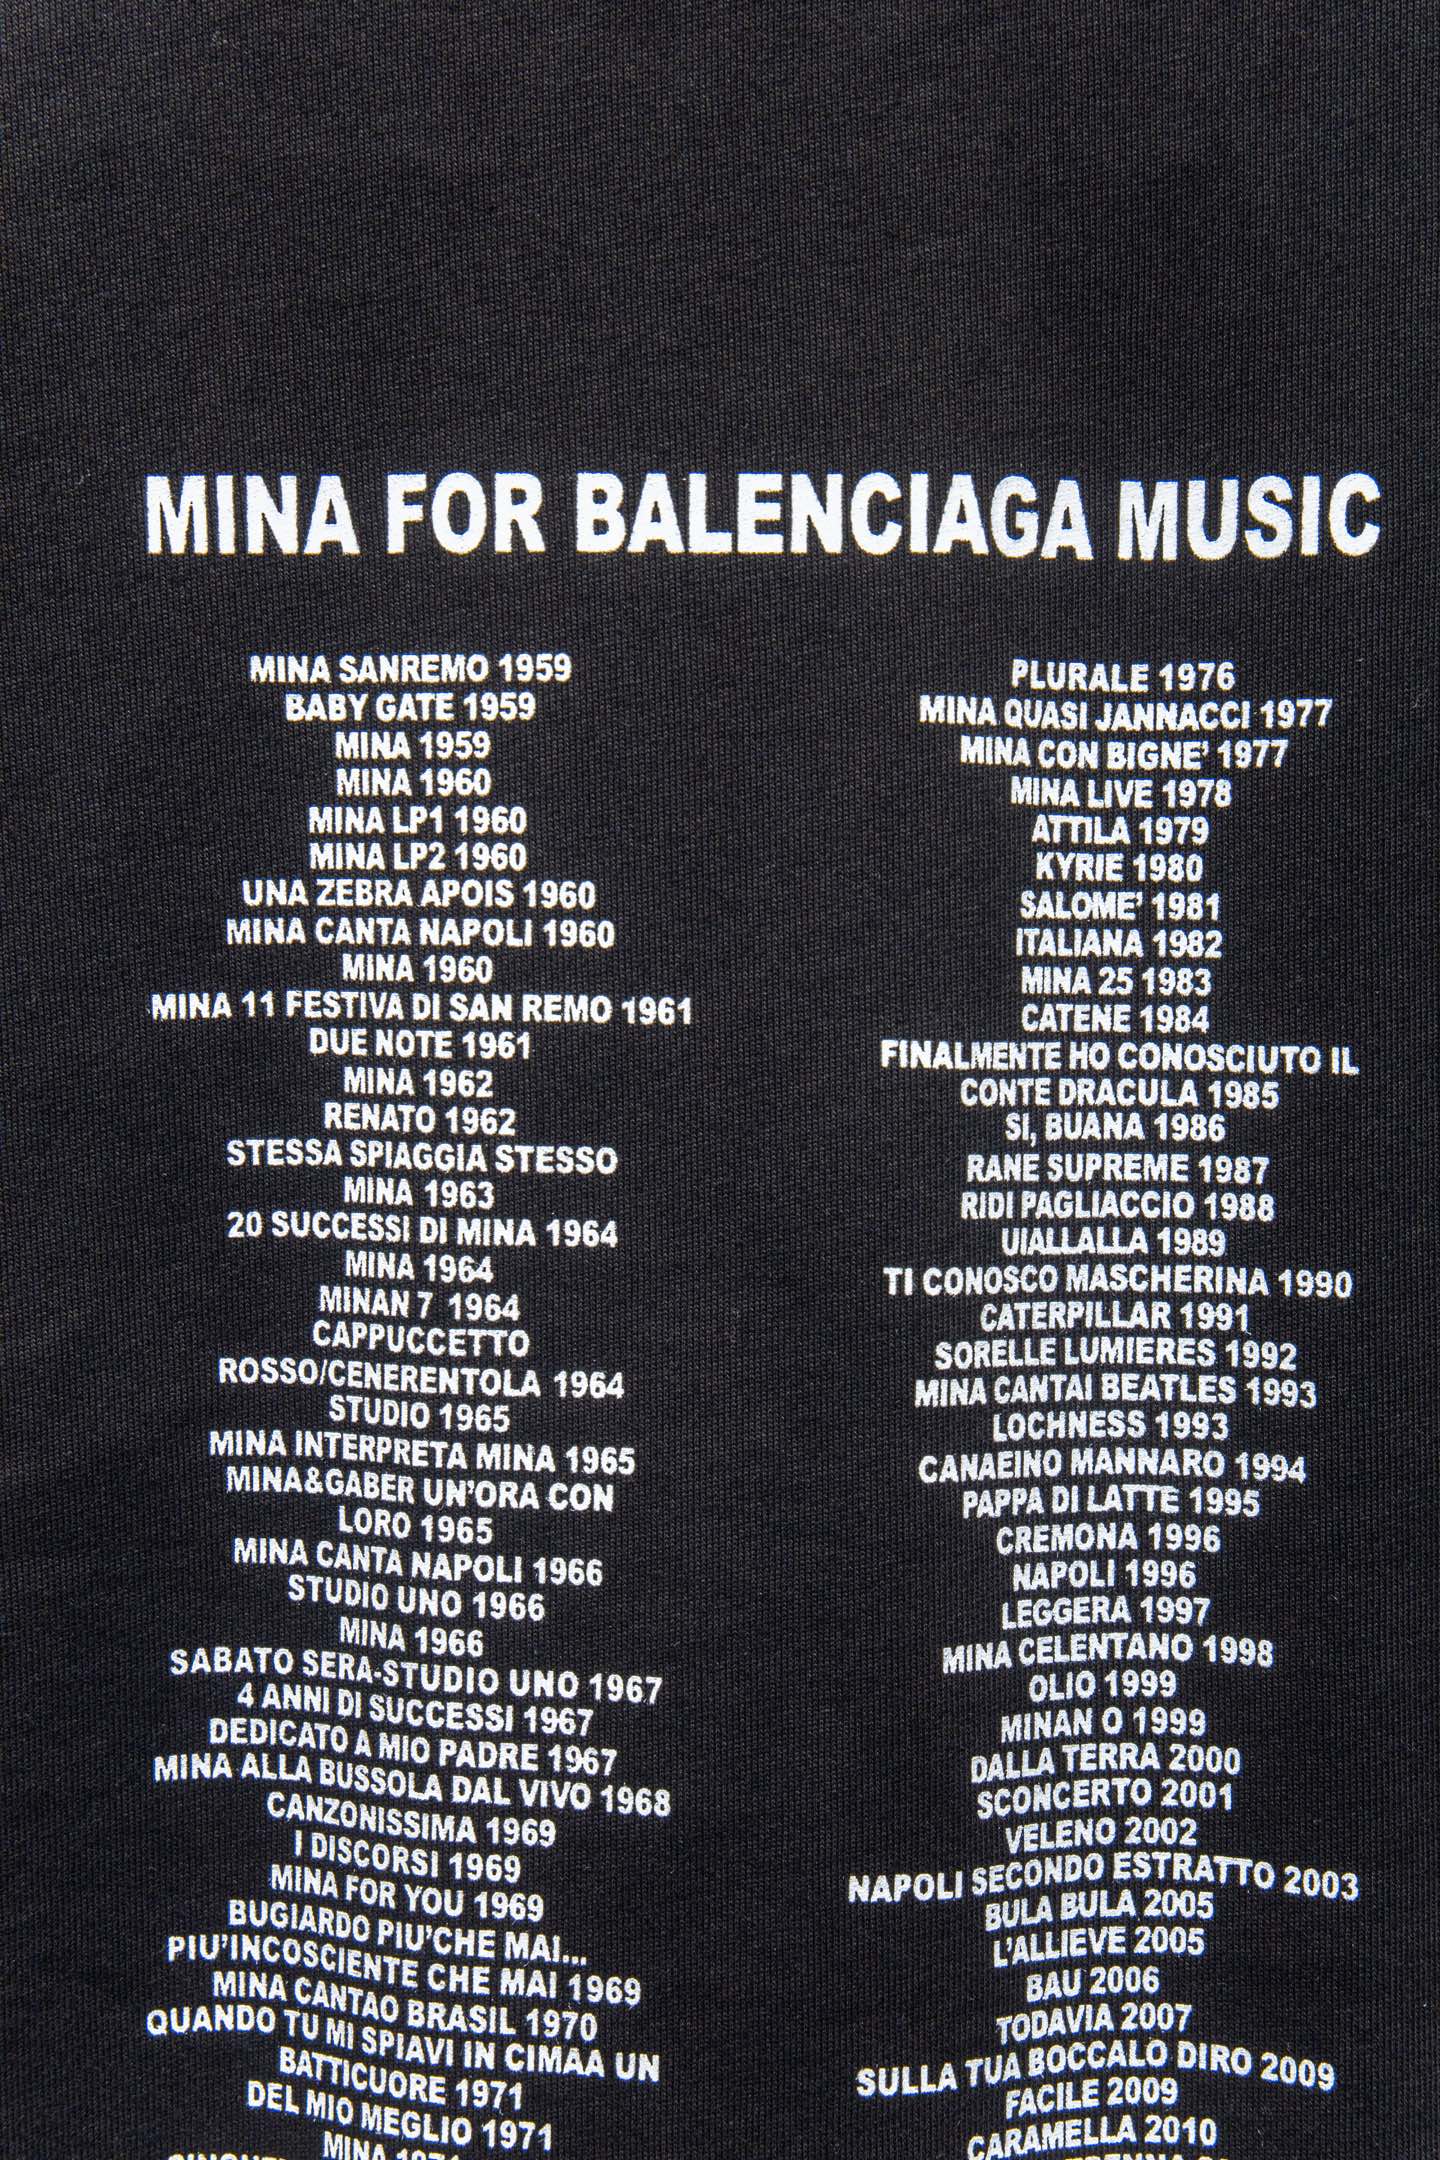 MINA FOR BALENCIAGA MUSIC
MINA SANREMO 1959
BABY GATE 1959
MINA 1959
MINA 1960
MINA LP1 1960
MINA LP2 1960
UNA ZEBRA APOIS 1960
MINA CANTA NAPOLI 1960
MINA 1960
MINA 11 FESTIVA DI SAN REMO 1961
DUE NOTE 1961
MINA 1962
RENATO 1962
STESSA SPIAGGIA STESSO
MINA 1963
20 SUCCESSI DI MINA 1964
MINA 1964
MINAN 7 1964
CAPPUCCETTO
ROSSO/CENERENTOLA 1964
STUDIO 1965
MINA INTERPRETA MINA 1965
MINA&GABER UN'ORA CON
LORO 1965
MINA CANTA NAPOLI 1966
STUDIO UNO 1966
MINA 1966
SABATO SERA-STUDIO UNO 1967
4 ANNI DI SUCCESSI 1967
DEDICATO A MIO PADRE 1967
MINA ALLA BUSSOLA DAL VIVO 1968
CANZONISSIMA 1969
I DISCORSI 1969
MINA FOR YOU 1969
BUGIARDO PIU'CHE MAI...
PIU'INCOSCIENTE CHE MAI 1969
MINA CANTAO BRASIL 1970
QUANDO TU MI SPIAVI IN CIMAA UN
BATTICUORE 1971
DEL MIO MEGLIO 1971
MINA 1971
PLURALE 1976
MINA QUASI JANNACCI 1977
MINA CON BIGNE' 1977
MINA LIVE 1978
ATTILA 1979
KYRIE 1980
SALOME' 1981
ITALIANA 1982
MINA 25 1983
CATENE 1984
FINALMENTE HO CONOSCIUTO IL
CONTE DRACULA 1985
SI, BUANA 1986
RANE SUPREME 1987
RIDI PAGLIACCIO 1988
UIALLALLA 1989
TI CONOSCO MASCHERINA 1990
CATERPILLAR 1991
SORELLE LUMIERES 1992
MINA CANTAI BEATLES 1993
LOCHNESS 1993
CANAEINO MANNARO 1994
PAPPA DI LATTE 1995
CREMONA 1996
NAPOLI 1996
LEGGERA 1997
MINA CELENTANO 1998
OLIO 1999
MINAN O 1999
DALLA TERRA 2000
SCONCERTO 2001
VELENO 2002
NAPOLI SECONDO ESTRATTO 2003
BULA BULA 2005
L'ALLIEVE 2005
BAU 2006
TODAVIA 2007
SULLA TUA BOCCALO DIRO 2009
FACILE 2009
CARAMELLA 2010